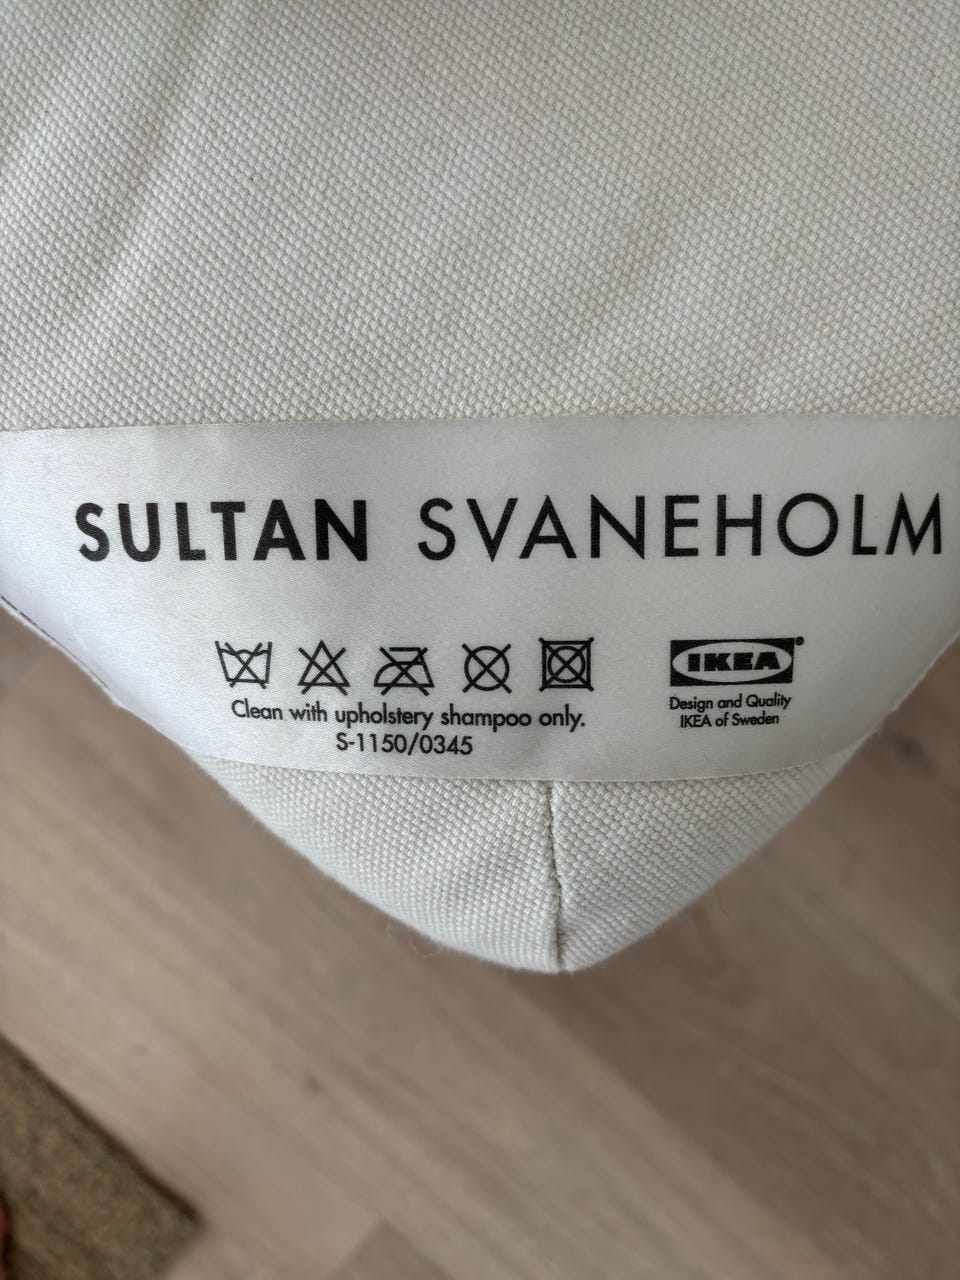 SULTAN SVANEHOLM
Clean with upholstery shampoo only.
S-1150/0345
IKEA®
Design and Quality
IKEA of Sweden